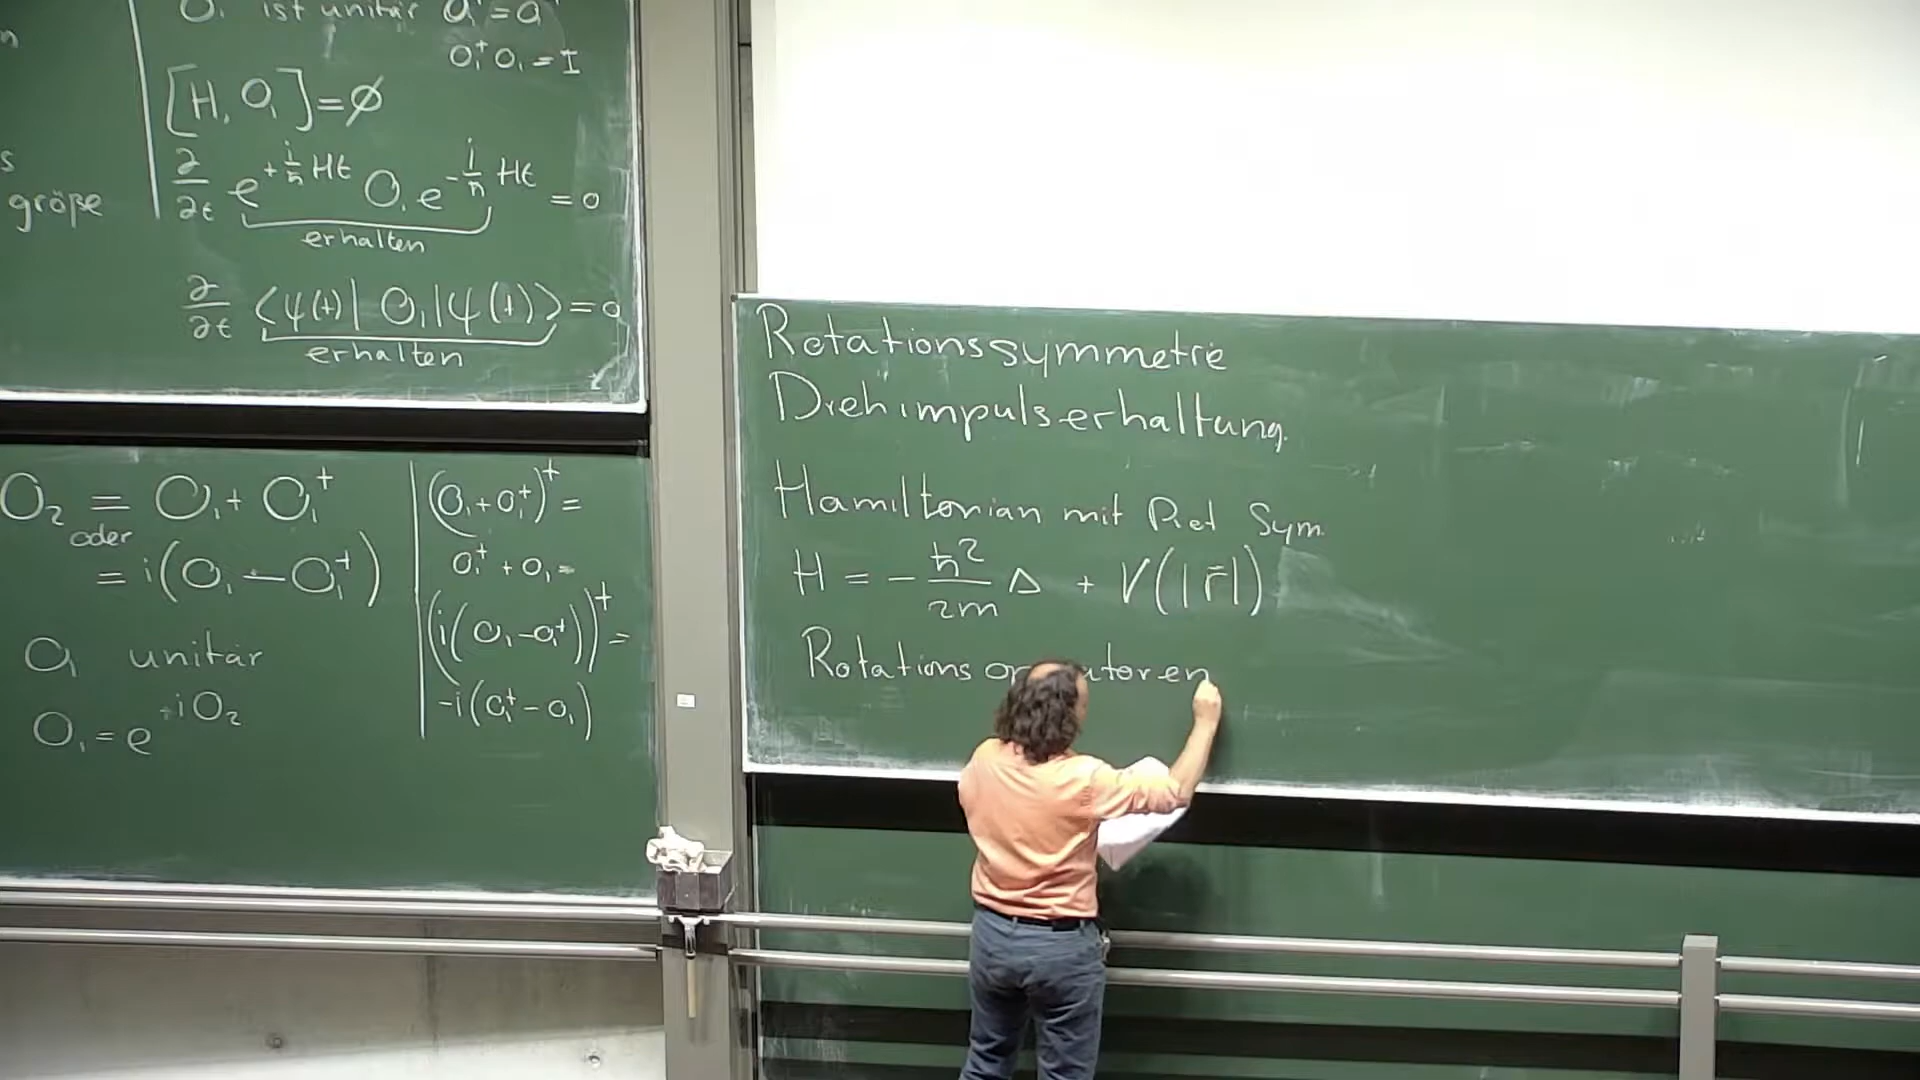 O₁ ist unitär
O₁⁺ O₁ = I
[H, O₁] = ∅
∂/∂t e^{+i/ħ Ht} O₁ e^{-i/ħ Ht} = 0
erhalten
größe
∂/∂t ⟨ψ(t)| O₁ |ψ(t)⟩ = 0
erhalten
O₂ = O₁ + O₁⁺
oder
= i(O₁ − O₁⁺)
O₁ unitär
O₁ = e^{+iO₂}
(O₁ + O₁⁺)⁺ =
O₁⁺ + O₁ =
(i(O₁ − O₁⁺))⁺ =
-i(O₁⁺ − O₁)
Rotationssymmetrie
Drehimpulserhaltung.
Hamiltonian mit Rot Sym.
H = − ħ²/2m Δ + V(|r⃗|)
Rotations